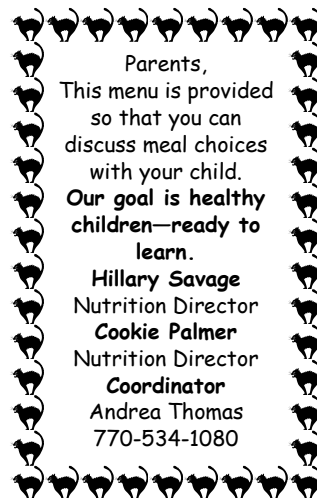 Parents,
This menu is provided
so that you can
discuss meal choices
with your child.
Our goal is healthy
children—ready to
learn.
Hillary Savage
Nutrition Director
Cookie Palmer
Nutrition Director
Coordinator
Andrea Thomas
770-534-1080